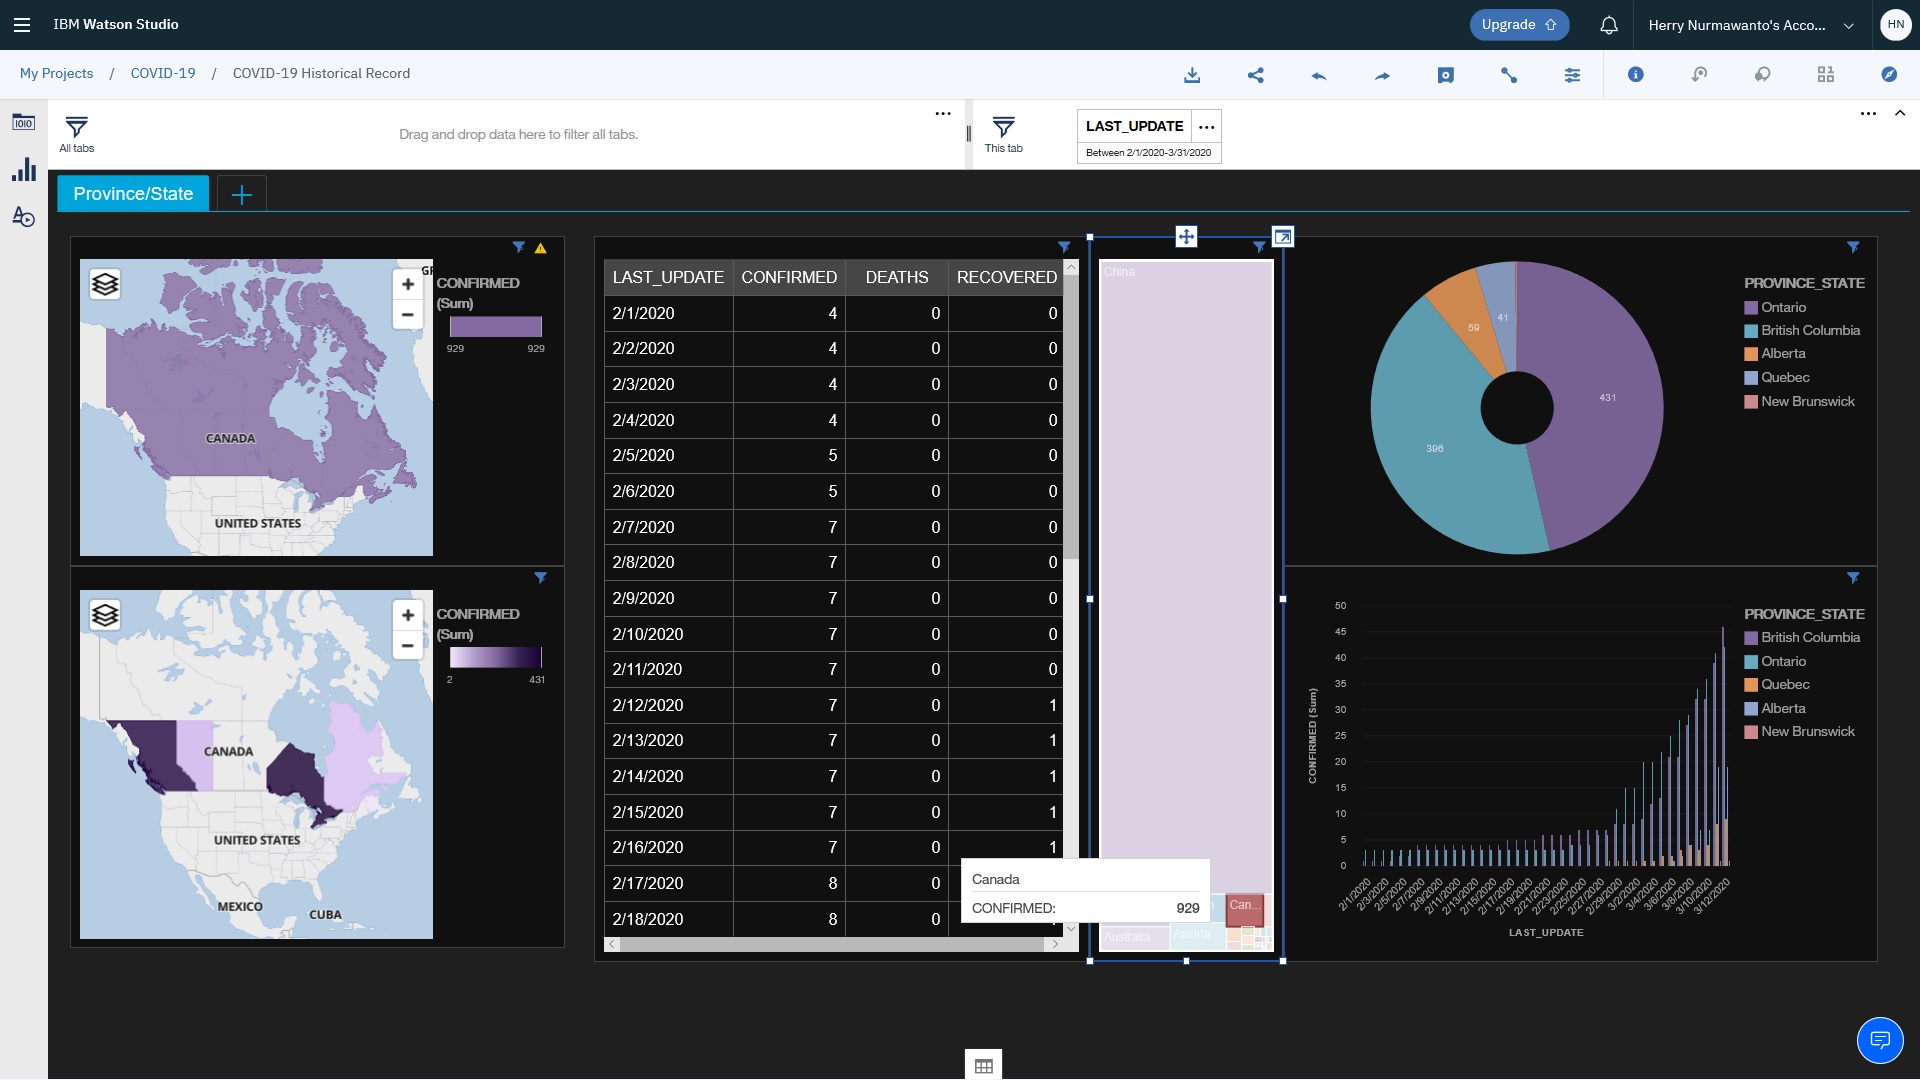 IBM Watson Studio
Upgrade
Herry Nurmawanto's Acco...
HN
My Projects / COVID-19 / COVID-19 Historical Record
All tabs
Drag and drop data here to filter all tabs.
This tab
LAST_UPDATE
Between 2/1/2020-3/31/2020
Province/State
CONFIRMED
(Sum)
929 929
CANADA
UNITED STATES
CONFIRMED
(Sum)
2 431
CANADA
UNITED STATES
MEXICO
CUBA
LAST_UPDATE CONFIRMED DEATHS RECOVERED
2/1/2020 4 0 0
2/2/2020 4 0 0
2/3/2020 4 0 0
2/4/2020 4 0 0
2/5/2020 5 0 0
2/6/2020 5 0 0
2/7/2020 7 0 0
2/8/2020 7 0 0
2/9/2020 7 0 0
2/10/2020 7 0 0
2/11/2020 7 0 0
2/12/2020 7 0 1
2/13/2020 7 0 1
2/14/2020 7 0 1
2/15/2020 7 0 1
2/16/2020 7 0 1
2/17/2020 8 0
2/18/2020 8 0
China
Can...
Australia
Austria
Canada
CONFIRMED: 929
431
396
59
41
PROVINCE_STATE
Ontario
British Columbia
Alberta
Quebec
New Brunswick
CONFIRMED (Sum)
50
45
40
35
30
25
20
15
10
5
0
2/1/2020
2/3/2020
2/5/2020
2/7/2020
2/9/2020
2/11/2020
2/13/2020
2/15/2020
2/17/2020
2/19/2020
2/21/2020
2/23/2020
2/25/2020
2/27/2020
2/29/2020
3/2/2020
3/4/2020
3/6/2020
3/8/2020
3/10/2020
3/12/2020
LAST_UPDATE
PROVINCE_STATE
British Columbia
Ontario
Quebec
Alberta
New Brunswick